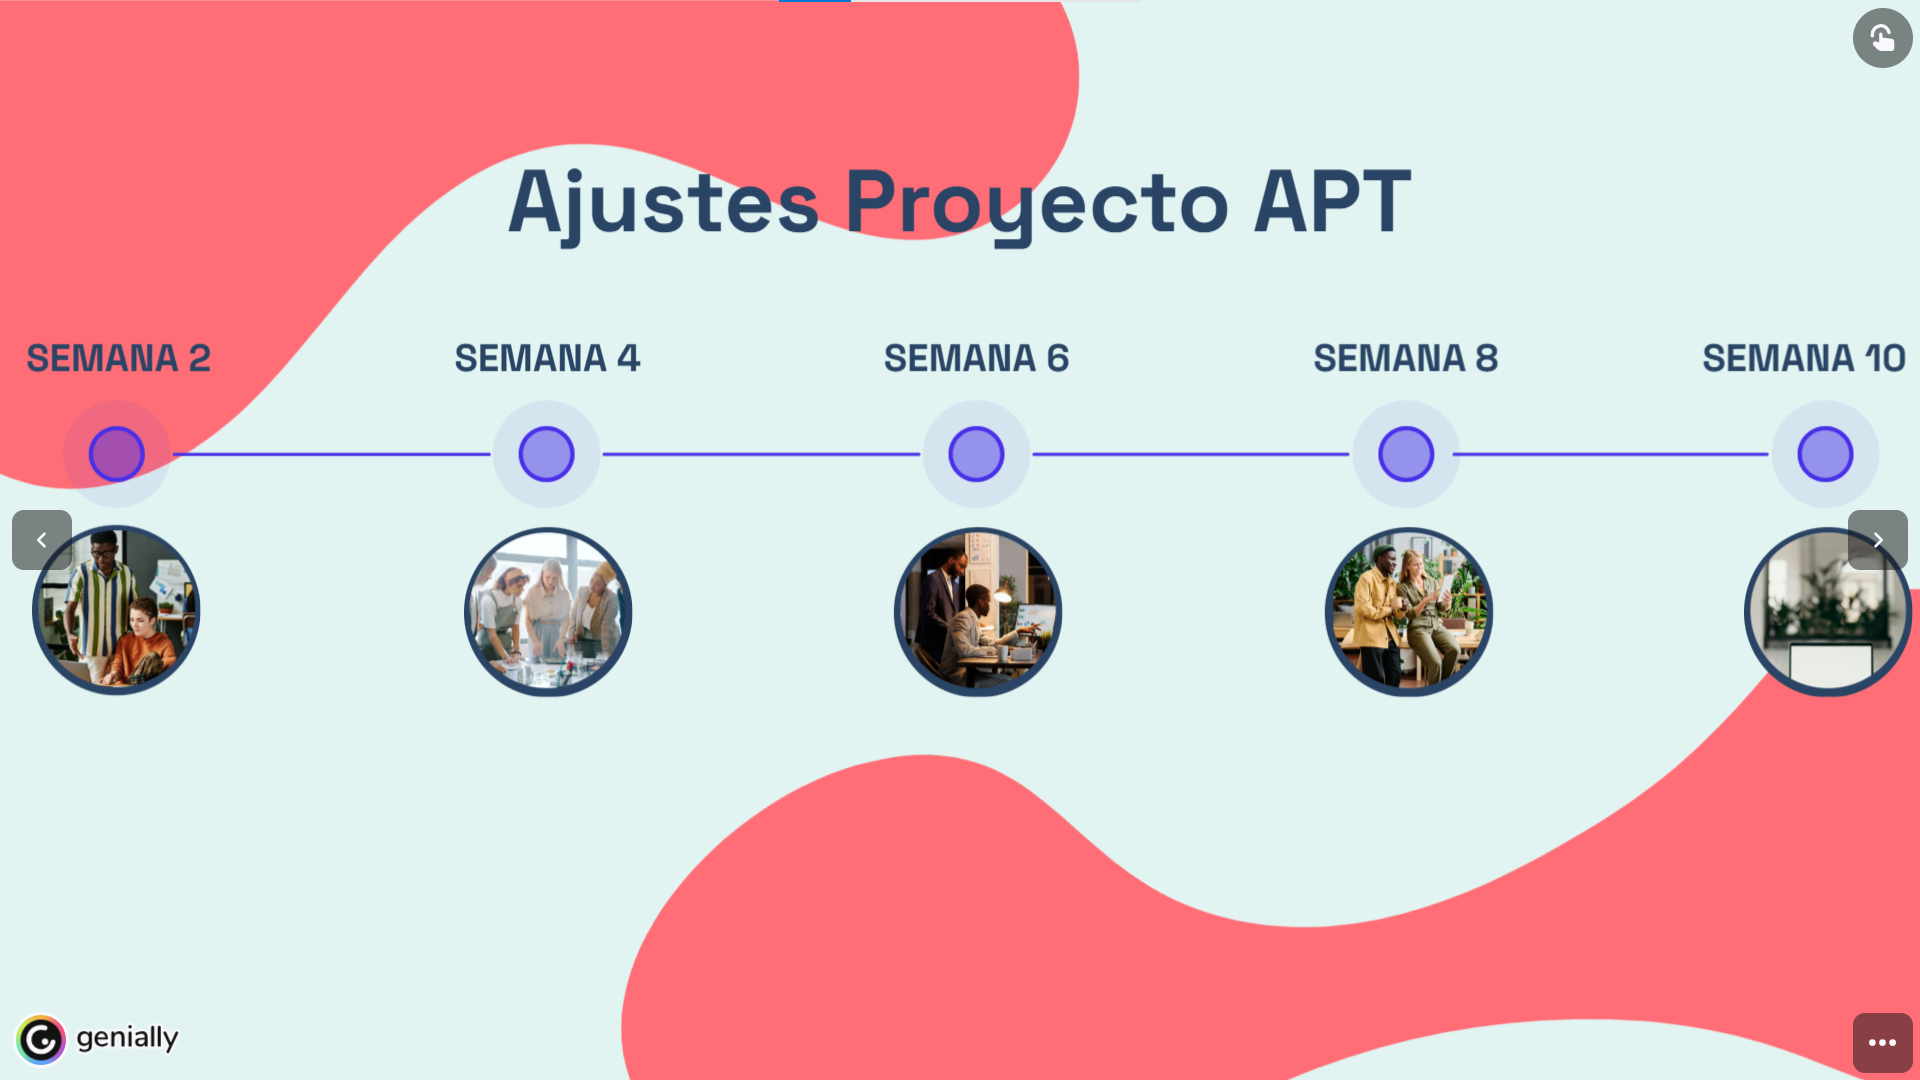 Ajustes Proyecto APT
SEMANA 2
SEMANA 4
SEMANA 6
SEMANA 8
SEMANA 10
genially